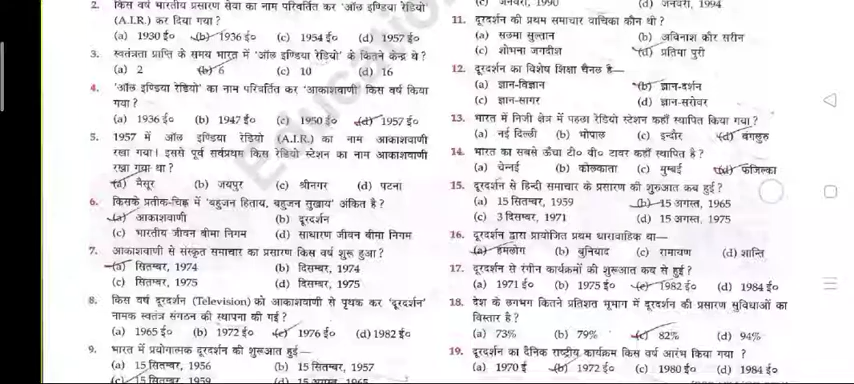 2. किस वर्ष भारतीय प्रसारण सेवा का नाम परिवर्तित कर 'ऑल इण्डिया रेडियो'
(A.I.R.) कर दिया गया ?
(a) 1930 ई० (b) 1936 ई० (c) 1954 ई० (d) 1957 ई०
3. स्वतंत्रता प्राप्ति के समय भारत में 'ऑल इण्डिया रेडियो' के कितने केन्द्र थे ?
(a) 2 (b) 6 (c) 10 (d) 16
4. 'ऑल इण्डिया रेडियो' का नाम परिवर्तित कर 'आकाशवाणी' किस वर्ष किया
गया ?
(a) 1936 ई० (b) 1947 ई० (c) 1950 ई० (d) 1957 ई०
5. 1957 में ऑल इण्डिया रेडियो (A.I.R.) का नाम आकाशवाणी
रखा गया। इससे पूर्व सर्वप्रथम किस रेडियो स्टेशन का नाम आकाशवाणी
रखा गया था ?
(a) मैसूर (b) जयपुर (c) श्रीनगर (d) पटना
6. किसके प्रतीक-चिह्न में 'बहुजन हिताय, बहुजन सुखाय' अंकित है ?
(a) आकाशवाणी (b) दूरदर्शन
(c) भारतीय जीवन बीमा निगम (d) साधारण जीवन बीमा निगम
7. आकाशवाणी से संस्कृत समाचार का प्रसारण किस वर्ष शुरू हुआ ?
(a) सितम्बर, 1974 (b) दिसम्बर, 1974
(c) सितम्बर, 1975 (d) दिसम्बर, 1975
8. किस वर्ष दूरदर्शन (Television) को आकाशवाणी से पृथक कर 'दूरदर्शन'
नामक स्वतंत्र संगठन की स्थापना की गई ?
(a) 1965 ई० (b) 1972 ई० (c) 1976 ई० (d) 1982 ई०
9. भारत में प्रयोगात्मक दूरदर्शन की शुरूआत हुई—
(a) 15 सितम्बर, 1956 (b) 15 सितम्बर, 1957
(c) 15 सितम्बर 1959 (d) 15 अगस्त 1965
(c) जनवरी, 1990 (d) जनवरी, 1994
11. दूरदर्शन की प्रथम समाचार वाचिका कौन थी ?
(a) सलमा सुल्तान (b) अविनाश कौर सरीन
(c) शोभना जगदीश (d) प्रतिमा पुरी
12. दूरदर्शन का विशेष शिक्षा चैनल है—
(a) ज्ञान-विज्ञान (b) ज्ञान-दर्शन
(c) ज्ञान-सागर (d) ज्ञान-सरोवर
13. भारत में निजी क्षेत्र में पहला रेडियो स्टेशन कहाँ स्थापित किया गया ?
(a) नई दिल्ली (b) भोपाल (c) इन्दौर (d) बंगलुरु
14. भारत का सबसे ऊँचा टी० वी० टावर कहाँ स्थापित है ?
(a) चेन्नई (b) कोलकाता (c) मुम्बई (d) फजिल्का
15. दूरदर्शन से हिन्दी समाचार के प्रसारण की शुरुआत कब हुई ?
(a) 15 सितम्बर, 1959 (b) 15 अगस्त, 1965
(c) 3 दिसम्बर, 1971 (d) 15 अगस्त, 1975
16. दूरदर्शन द्वारा प्रायोजित प्रथम धारावाहिक था—
(a) हमलोग (b) बुनियाद (c) रामायण (d) शान्ति
17. दूरदर्शन से रंगीन कार्यक्रमों की शुरूआत कब से हुई ?
(a) 1971 ई० (b) 1975 ई० (c) 1982 ई० (d) 1984 ई०
18. देश के लगभग कितने प्रतिशत भूभाग में दूरदर्शन की प्रसारण सुविधाओं का
विस्तार है ?
(a) 73% (b) 79% (c) 82% (d) 94%
19. दूरदर्शन का दैनिक राष्ट्रीय कार्यक्रम किस वर्ष आरंभ किया गया ?
(a) 1970 ई (b) 1972 ई० (c) 1980 ई० (d) 1984 ई०